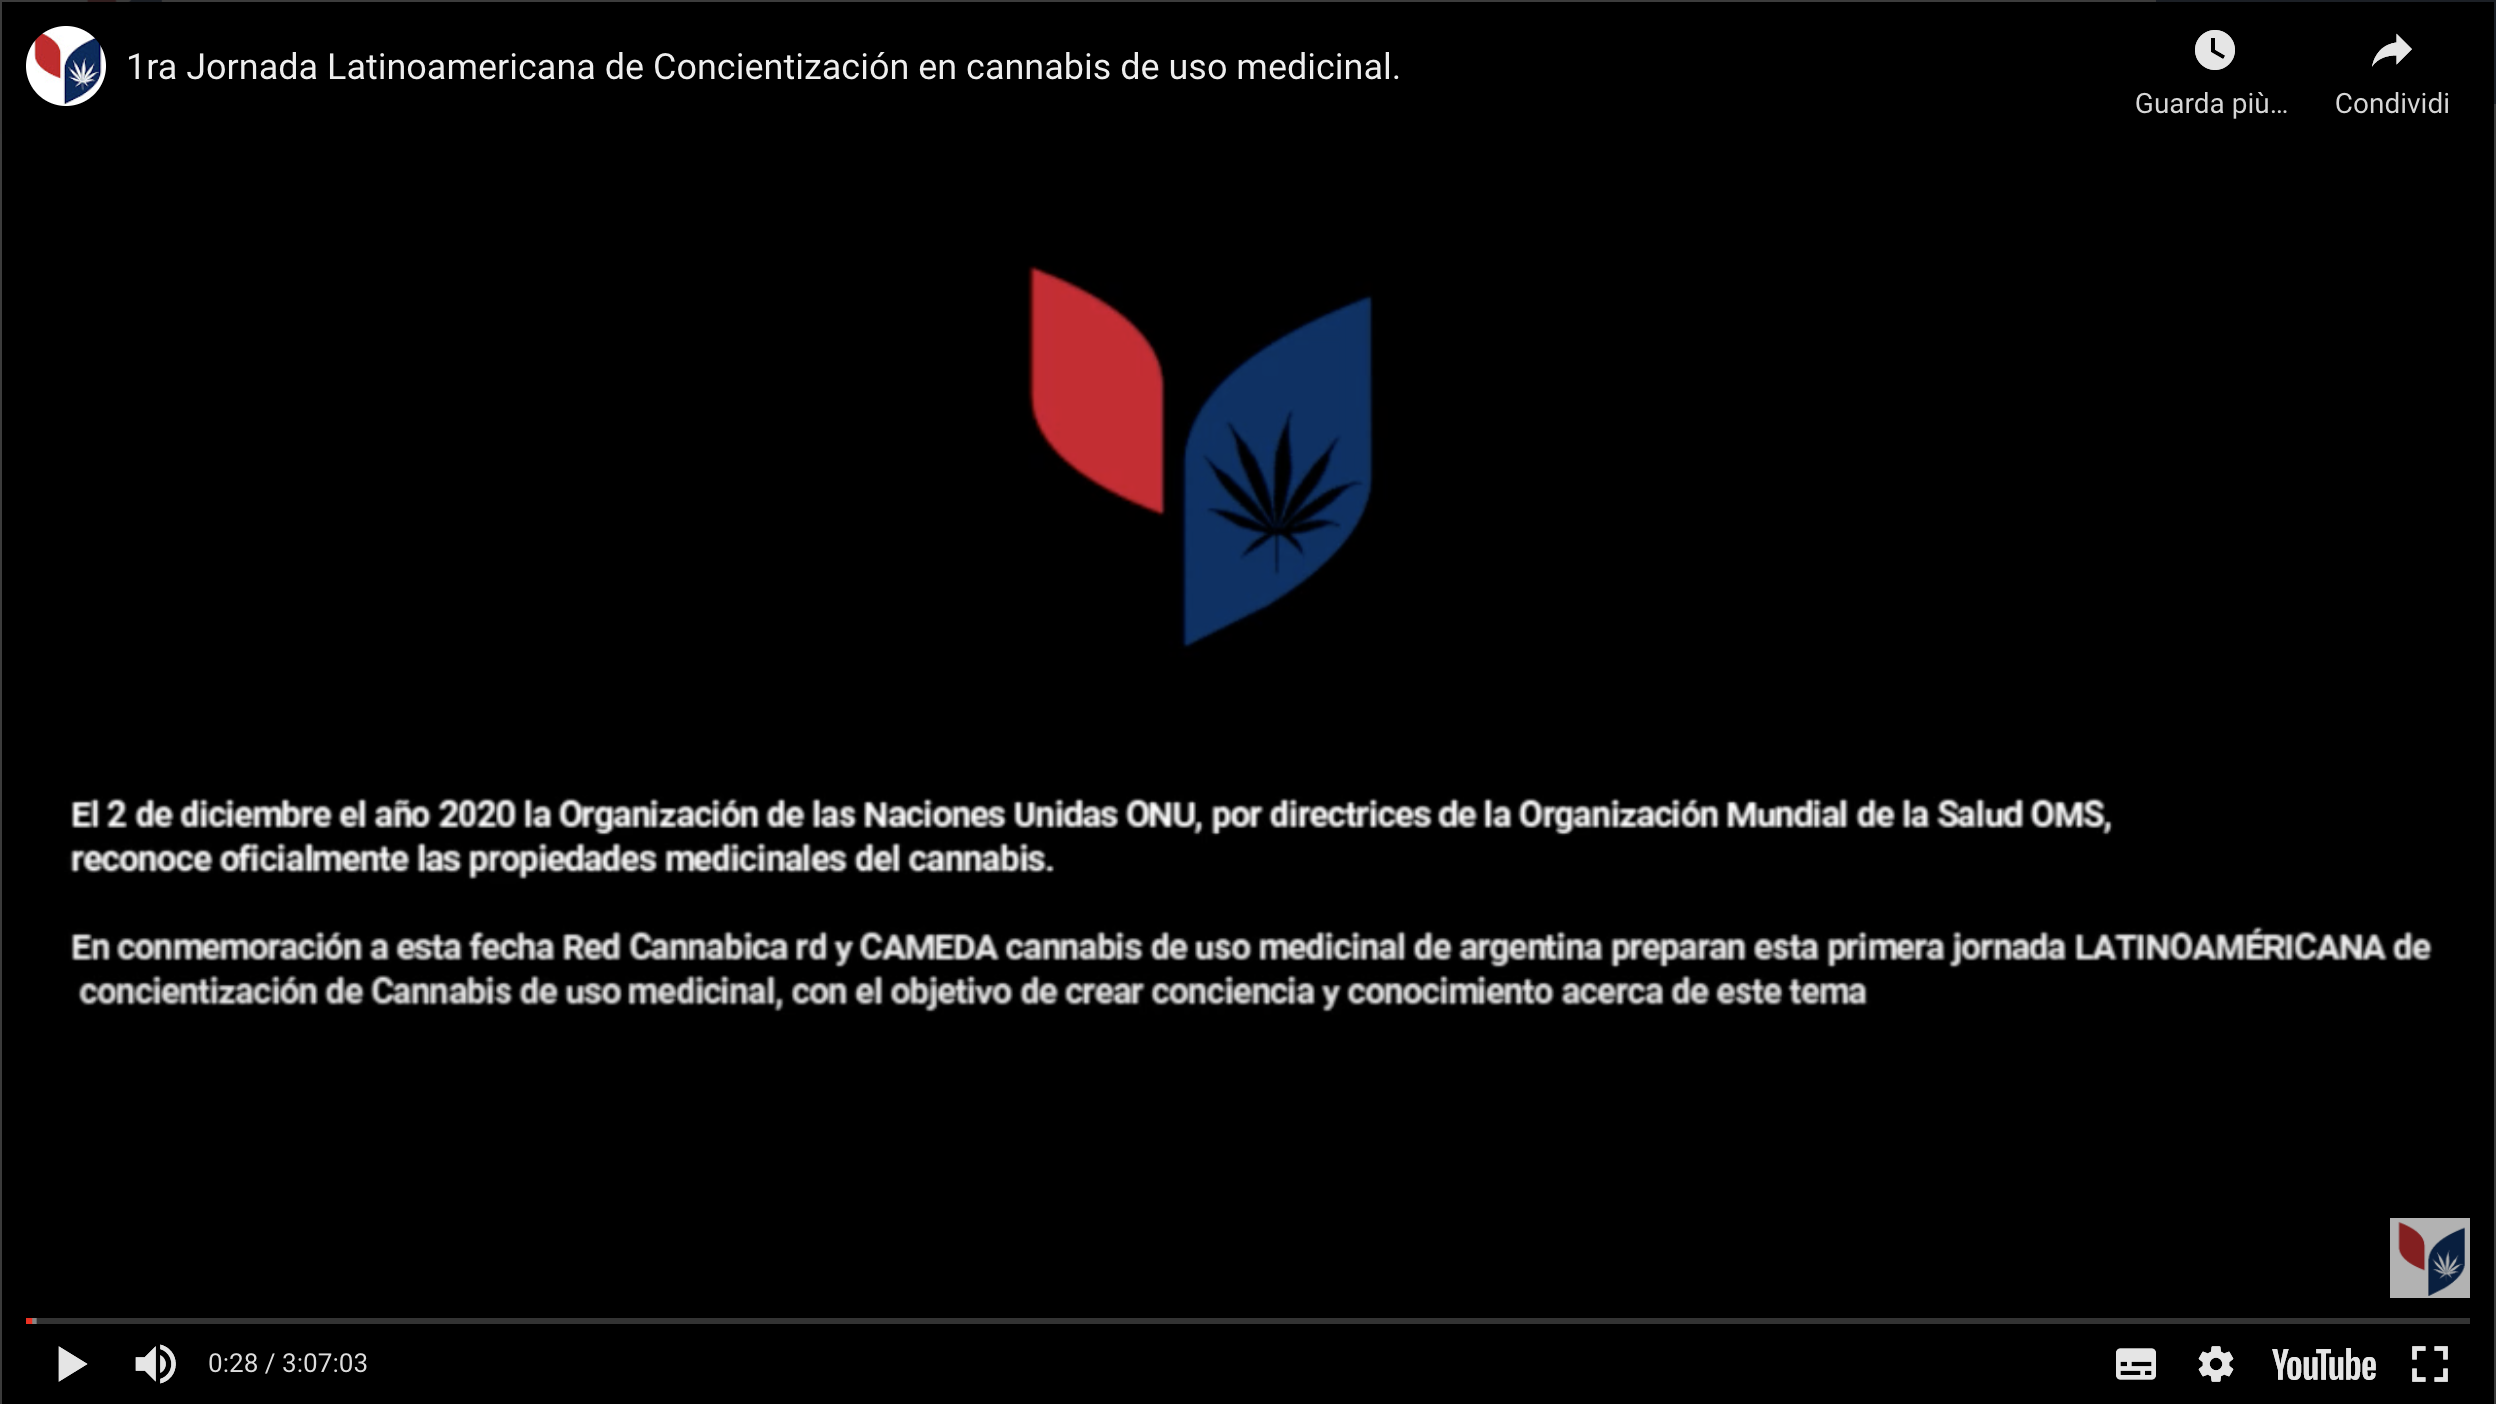 1ra Jornada Latinoamericana de Concientización en cannabis de uso medicinal.
Guarda più...
Condividi
El 2 de diciembre el año 2020 la Organización de las Naciones Unidas ONU, por directrices de la Organización Mundial de la Salud OMS,
reconoce oficialmente las propiedades medicinales del cannabis.
En conmemoración a esta fecha Red Cannabica rd y CAMEDA cannabis de uso medicinal de argentina preparan esta primera jornada LATINOAMÉRICANA de
concientización de Cannabis de uso medicinal, con el objetivo de crear conciencia y conocimiento acerca de este tema
0:28 / 3:07:03
YouTube